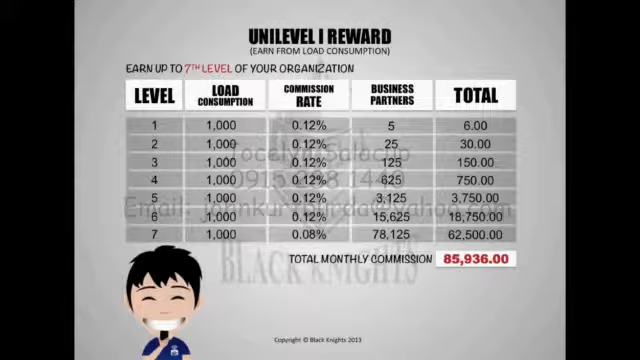 UNILEVEL I REWARD
(EARN FROM LOAD CONSUMPTION)
EARN UP TO 7TH LEVEL OF YOUR ORGANIZATION
LEVEL LOAD CONSUMPTION COMMISSION RATE BUSINESS PARTNERS TOTAL
1 1,000 0.12% 5 6.00
2 1,000 0.12% 25 30.00
3 1,000 0.12% 125 150.00
4 1,000 0.12% 625 750.00
5 1,000 0.12% 3,125 3,750.00
6 1,000 0.12% 15,625 18,750.00
7 1,000 0.08% 78,125 62,500.00
TOTAL MONTHLY COMMISSION 85,936.00
BLACK KNIGHTS
Copyright © Black Knights 2013